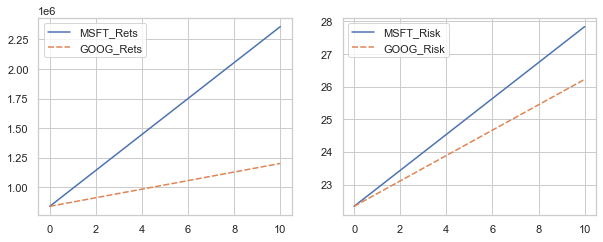 1e6
MSFT_Rets
GOOG_Rets
2.25
2.00
1.75
1.50
1.25
1.00
0 2 4 6 8 10
MSFT_Risk
GOOG_Risk
28
27
26
25
24
23
0 2 4 6 8 10